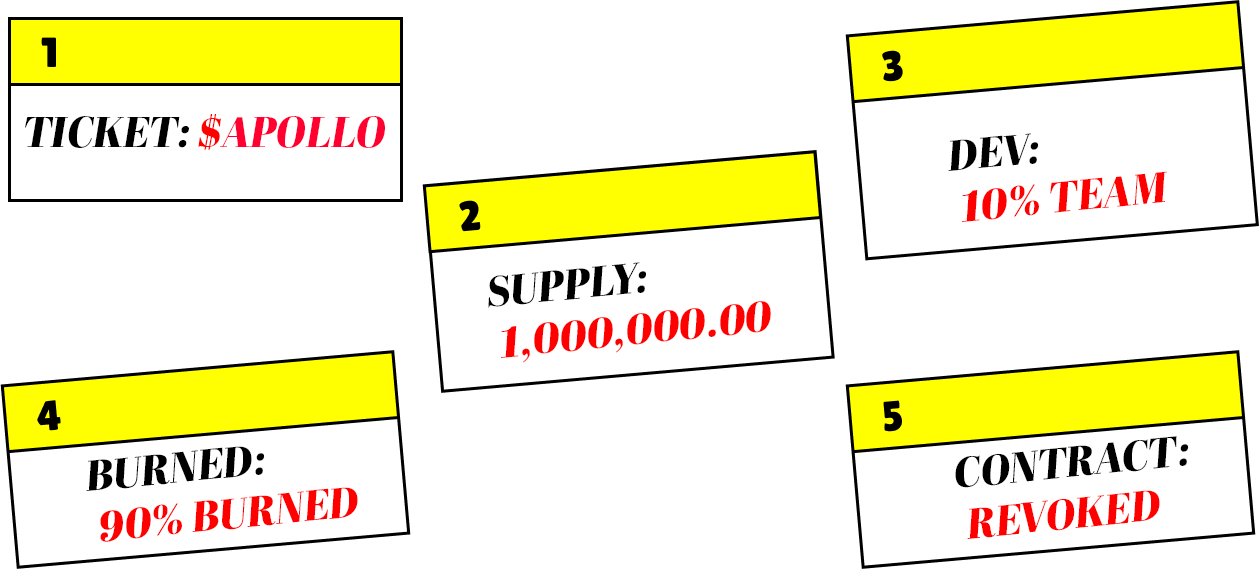 1
TICKET: $APOLLO
2
SUPPLY:
1,000,000.00
3
DEV:
10% TEAM
4
BURNED:
90% BURNED
5
CONTRACT:
REVOKED